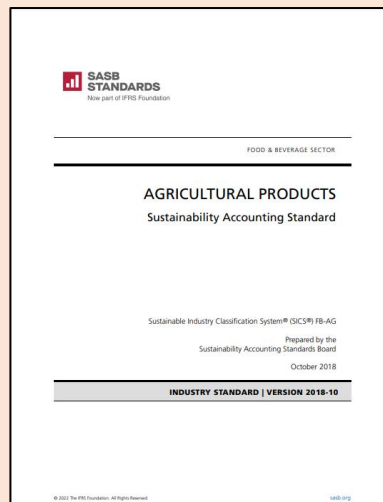 SASB
STANDARDS
Now part of IFRS Foundation
FOOD & BEVERAGE SECTOR
AGRICULTURAL PRODUCTS
Sustainability Accounting Standard
Sustainable Industry Classification System® (SICS®) FB-AG
Prepared by the
Sustainability Accounting Standards Board
October 2018
INDUSTRY STANDARD | VERSION 2018-10
© 2022 The IFRS Foundation. All Rights Reserved.
sasb.org